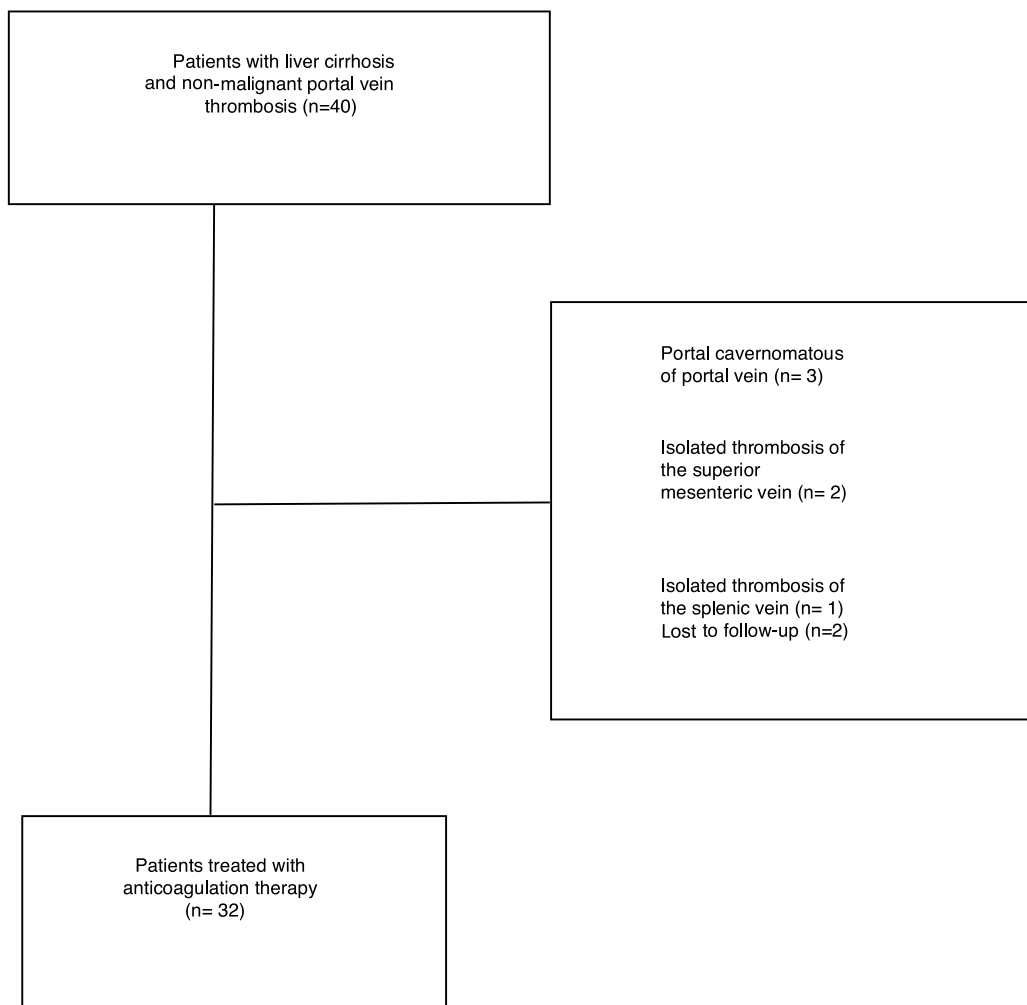 Patients with liver cirrhosis
and non-malignant portal vein
thrombosis (n=40)
Portal cavernomatous
of portal vein (n= 3)
Isolated thrombosis of
the superior
mesenteric vein (n= 2)
Isolated thrombosis of
the splenic vein (n= 1)
Lost to follow-up (n=2)
Patients treated with
anticoagulation therapy
(n= 32)